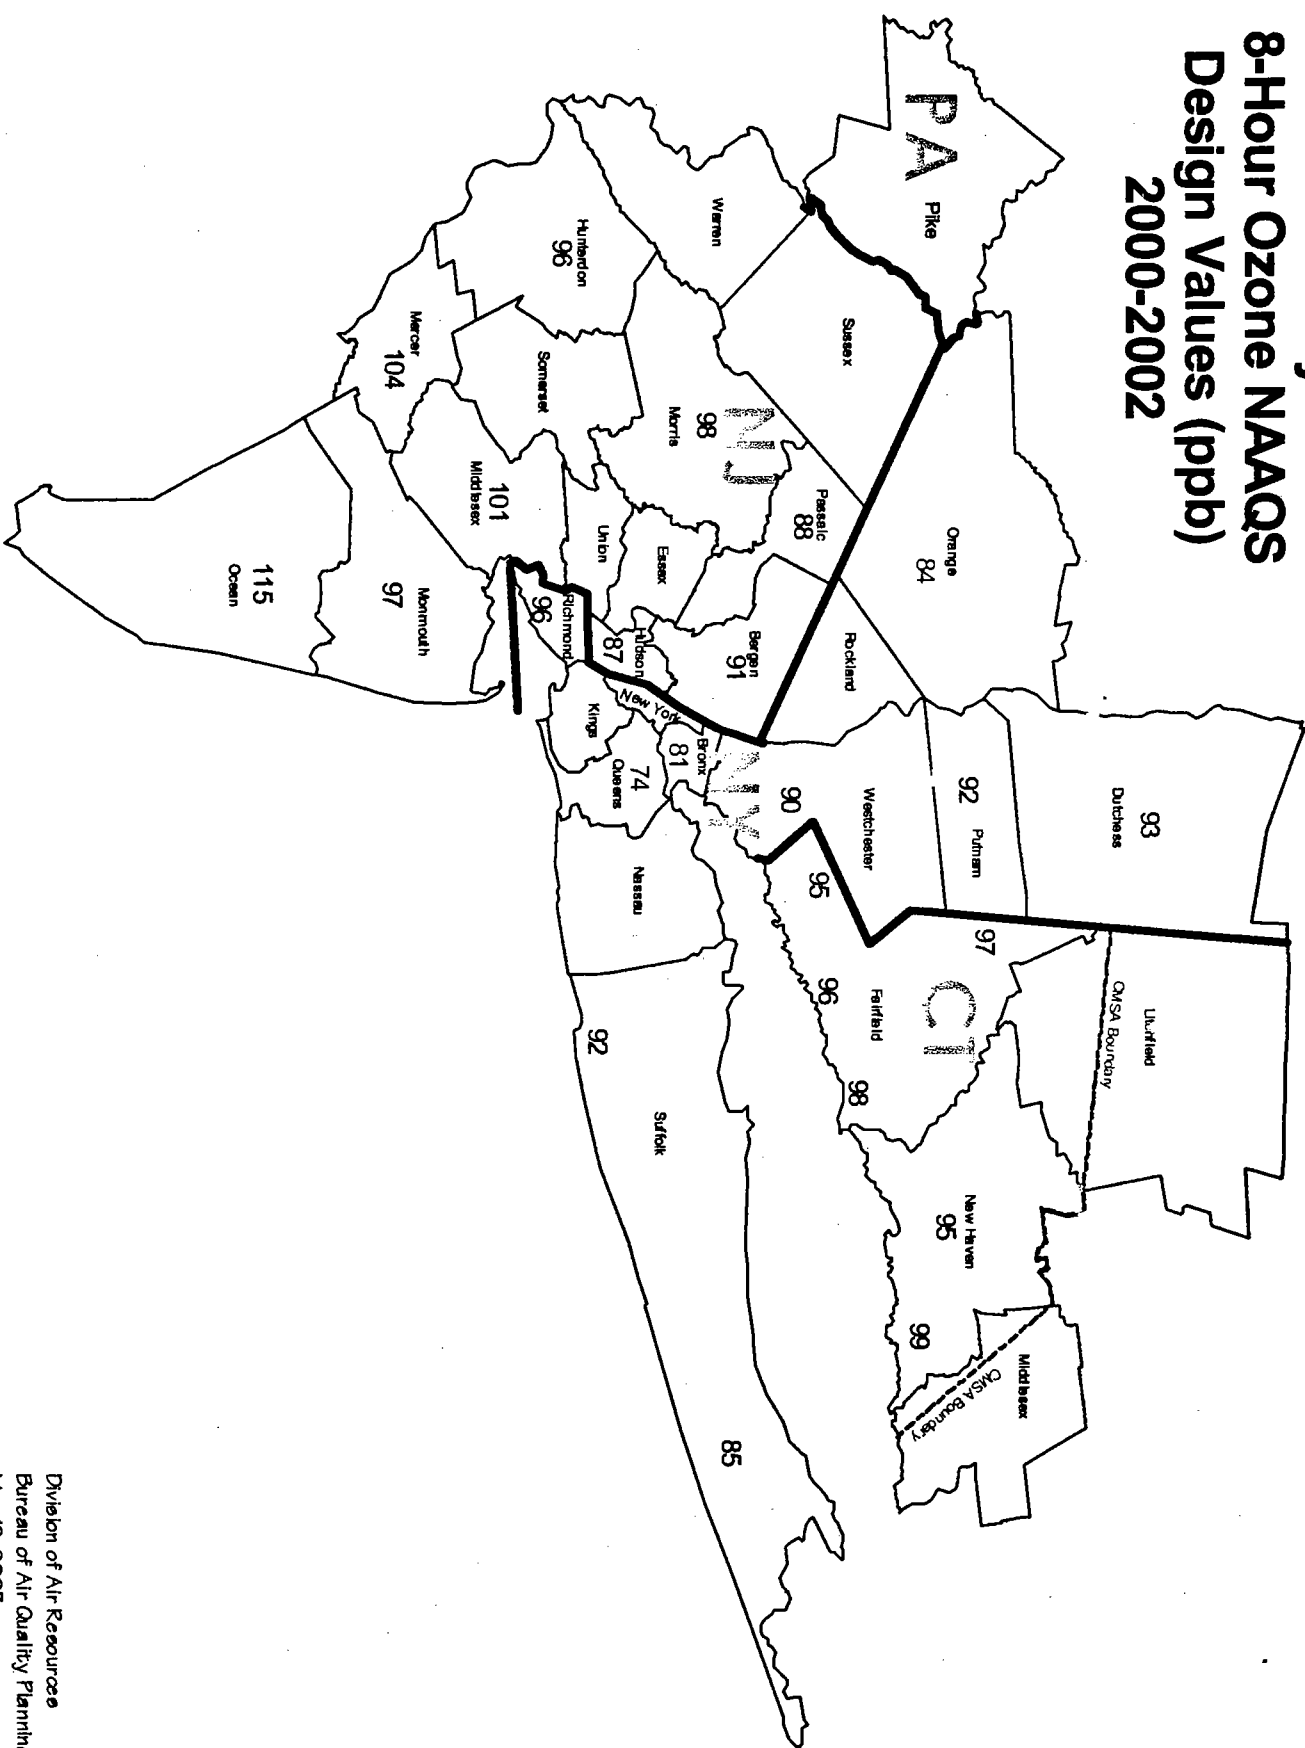 8-Hour Ozone NAAQS
Design Values (ppb)
2000-2002
PA
Pike
Orange
84
Dutchess
93
Putnam
92
Litchfield
CMSA Boundary
Sussex
Warren
Passaic
88
Rockland
Westchester
90
97
CT
Fairfield
95
96
98
New Haven
95
99
Middlesex
CMSA Boundary
NJ
Morris
98
Bergen
91
NY
Hunterdon
96
Somerset
Essex
Union
Hudson
87
New York
Bronx
81
Queens
74
Kings
Richmond
96
Nassau
Suffolk
92
85
Mercer
104
Middlesex
101
Monmouth
97
Ocean
115
Division of Air Resources
Bureau of Air Quality Planning